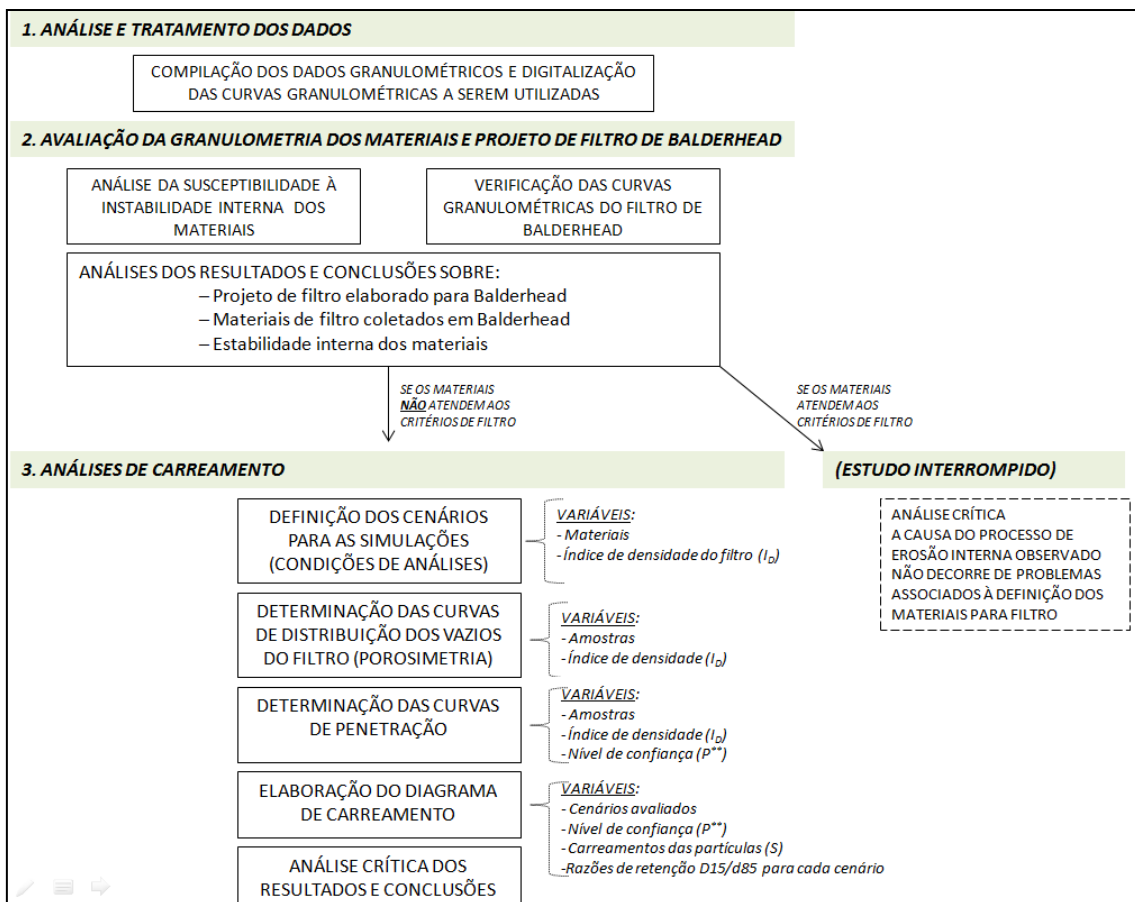 1. ANÁLISE E TRATAMENTO DOS DADOS
COMPILAÇÃO DOS DADOS GRANULOMÉTRICOS E DIGITALIZAÇÃO
DAS CURVAS GRANULOMÉTRICAS A SEREM UTILIZADAS
2. AVALIAÇÃO DA GRANULOMETRIA DOS MATERIAIS E PROJETO DE FILTRO DE BALDERHEAD
ANÁLISE DA SUSCEPTIBILIDADE À
INSTABILIDADE INTERNA DOS
MATERIAIS
VERIFICAÇÃO DAS CURVAS
GRANULOMÉTRICAS DO FILTRO DE
BALDERHEAD
ANÁLISES DOS RESULTADOS E CONCLUSÕES SOBRE:
– Projeto de filtro elaborado para Balderhead
– Materiais de filtro coletados em Balderhead
– Estabilidade interna dos materiais
SE OS MATERIAIS
NÃO ATENDEM AOS
CRITÉRIOS DE FILTRO
SE OS MATERIAIS
ATENDEM AOS
CRITÉRIOS DE FILTRO
3. ANÁLISES DE CARREAMENTO
(ESTUDO INTERROMPIDO)
DEFINIÇÃO DOS CENÁRIOS
PARA AS SIMULAÇÕES
(CONDIÇÕES DE ANÁLISES)
VARIÁVEIS:
- Materiais
- Índice de densidade do filtro (I_D)
ANÁLISE CRÍTICA
A CAUSA DO PROCESSO DE
EROSÃO INTERNA OBSERVADO
NÃO DECORRE DE PROBLEMAS
ASSOCIADOS À DEFINIÇÃO DOS
MATERIAIS PARA FILTRO
DETERMINAÇÃO DAS CURVAS
DE DISTRIBUIÇÃO DOS VAZIOS
DO FILTRO (POROSIMETRIA)
VARIÁVEIS:
- Amostras
- Índice de densidade (I_D)
DETERMINAÇÃO DAS CURVAS
DE PENETRAÇÃO
VARIÁVEIS:
- Amostras
- Índice de densidade (I_D)
- Nível de confiança (P**)
ELABORAÇÃO DO DIAGRAMA
DE CARREAMENTO
VARIÁVEIS:
- Cenários avaliados
- Nível de confiança (P**)
- Carreamentos das partículas (S)
-Razões de retenção D15/d85 para cada cenário
ANÁLISE CRÍTICA DOS
RESULTADOS E CONCLUSÕES